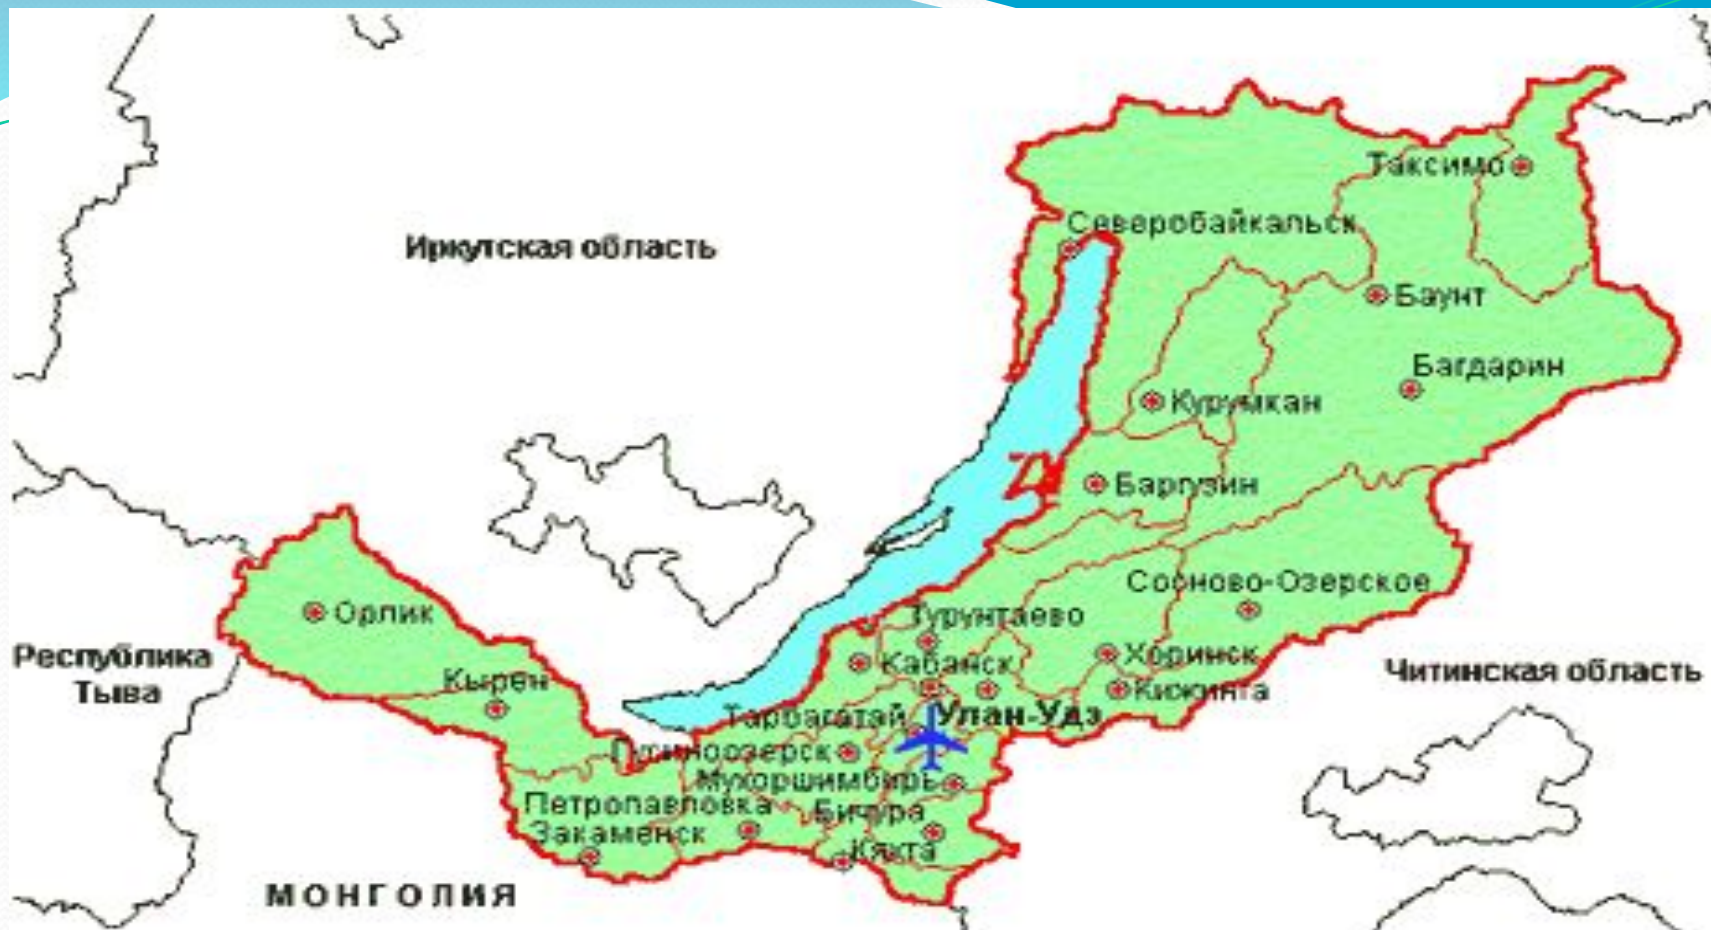 Таксимо
Северобайкальск
Иркутская область
Баунт
Багдарин
Курумкан
Баргузин
Сосново-Озерское
Орлик
Турунтаево
Республика
Тыва
Кабанск
Хоринск
Читинская область
Кырен
Кижинга
Тарбагатай
Улан-Удэ
Гусиноозерск
Мухоршимбирь
Петропавловка
Бичура
Закаменск
Кяхта
МОНГОЛИЯ